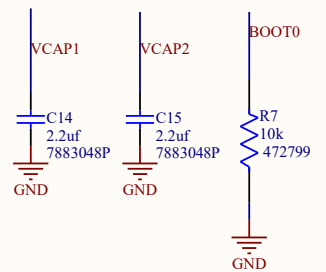 VCAP1
C14
2.2uf
7883048P
GND
VCAP2
C15
2.2uf
7883048P
GND
BOOT0
R7
10k
472799
GND